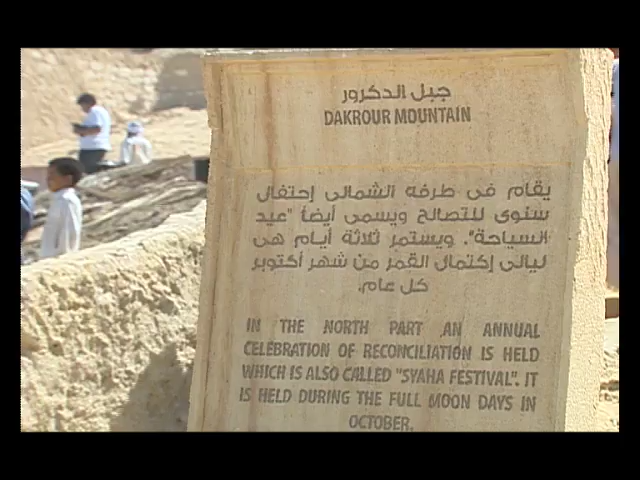 جبل الدكرور
DAKROUR MOUNTAIN
يقام فى طرفه الشمالى إحتفال
سنوى للتصالح ويسمى أيضاً "عيد
السياحة". ويستمر ثلاثة أيام هى
ليالى إكتمال القمر من شهر أكتوبر
كل عام.
IN THE NORTH PART AN ANNUAL
CELEBRATION OF RECONCILIATION IS HELD
WHICH IS ALSO CALLED "SYAHA FESTIVAL". IT
IS HELD DURING THE FULL MOON DAYS IN
OCTOBER.